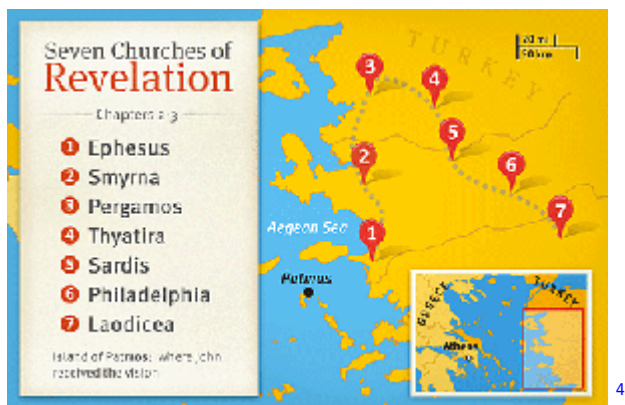 Seven Churches of
Revelation
Chapters 2-3
1 Ephesus
2 Smyrna
3 Pergamos
4 Thyatira
5 Sardis
6 Philadelphia
7 Laodicea
Island of Patmos: where John
received the vision
TURKEY
3
4
5
6
2
7
1
Aegean Sea
Patmos
GREECE
TURKEY
Athens
4